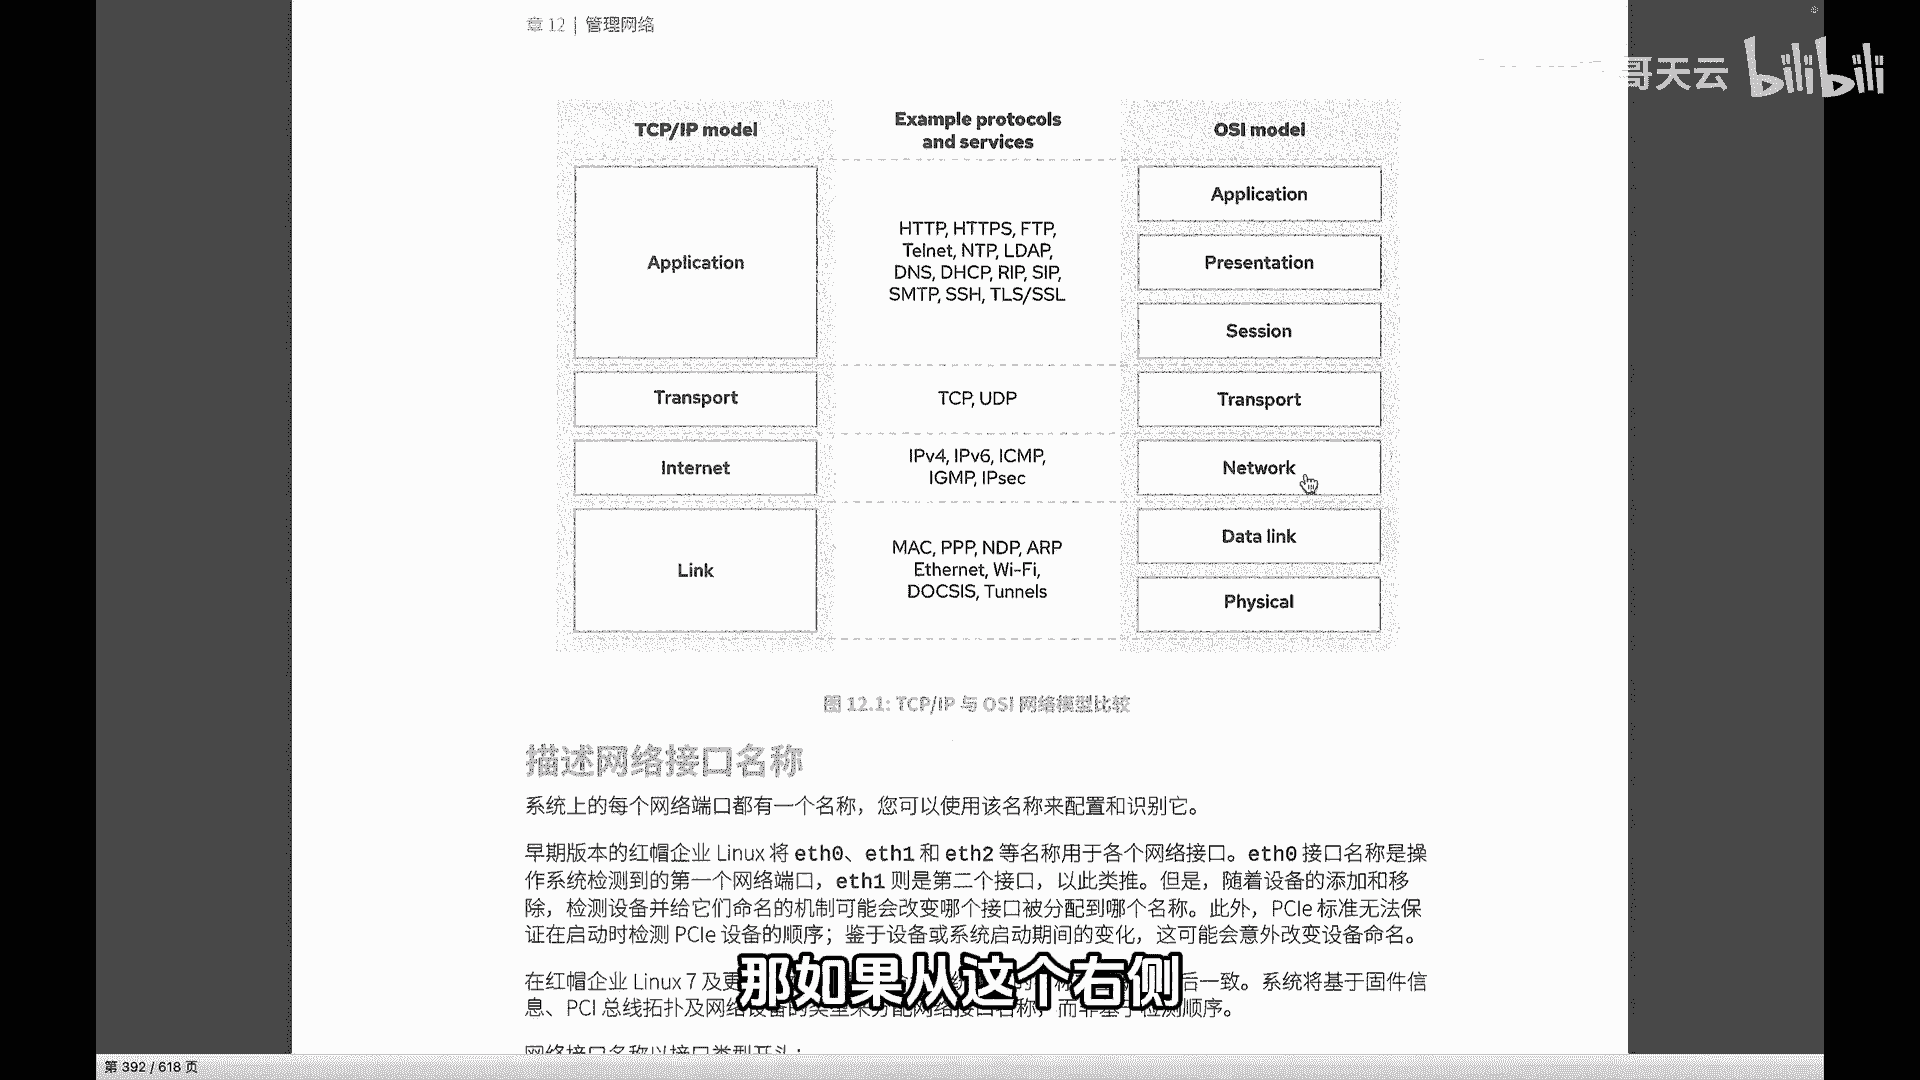 章 12 | 管理网络
哥天云 bilibili
TCP/IP model
Example protocols
and services
OSI model
Application
HTTP, HTTPS, FTP,
Telnet, NTP, LDAP,
DNS, DHCP, RIP, SIP,
SMTP, SSH, TLS/SSL
Application
Presentation
Session
Transport
TCP, UDP
Transport
Internet
IPv4, IPv6, ICMP,
IGMP, IPsec
Network
Link
MAC, PPP, NDP, ARP
Ethernet, Wi-Fi,
DOCSIS, Tunnels
Data link
Physical
图 12.1: TCP/IP 与 OSI 网络模型比较
描述网络接口名称
系统上的每个网络端口都有一个名称，您可以使用该名称来配置和识别它。
早期版本的红帽企业 Linux 将 eth0、eth1 和 eth2 等名称用于各个网络接口。eth0 接口名称是操
作系统检测到的第一个网络端口，eth1 则是第二个接口，以此类推。但是，随着设备的添加和移
除，检测设备并给它们命名的机制可能会改变哪个接口被分配到哪个名称。此外，PCIe 标准无法保
证在启动时检测 PCIe 设备的顺序；鉴于设备或系统启动期间的变化，这可能会意外改变设备命名。
在红帽企业 Linux 7 及更 后一致。系统将基于固件信
息、PCI 总线拓扑及网络设备的类型来分配网络接口名称，而非基于检测顺序。
那如果从这个右侧
网络接口名称以接口类型开头：
第 392 / 618 页